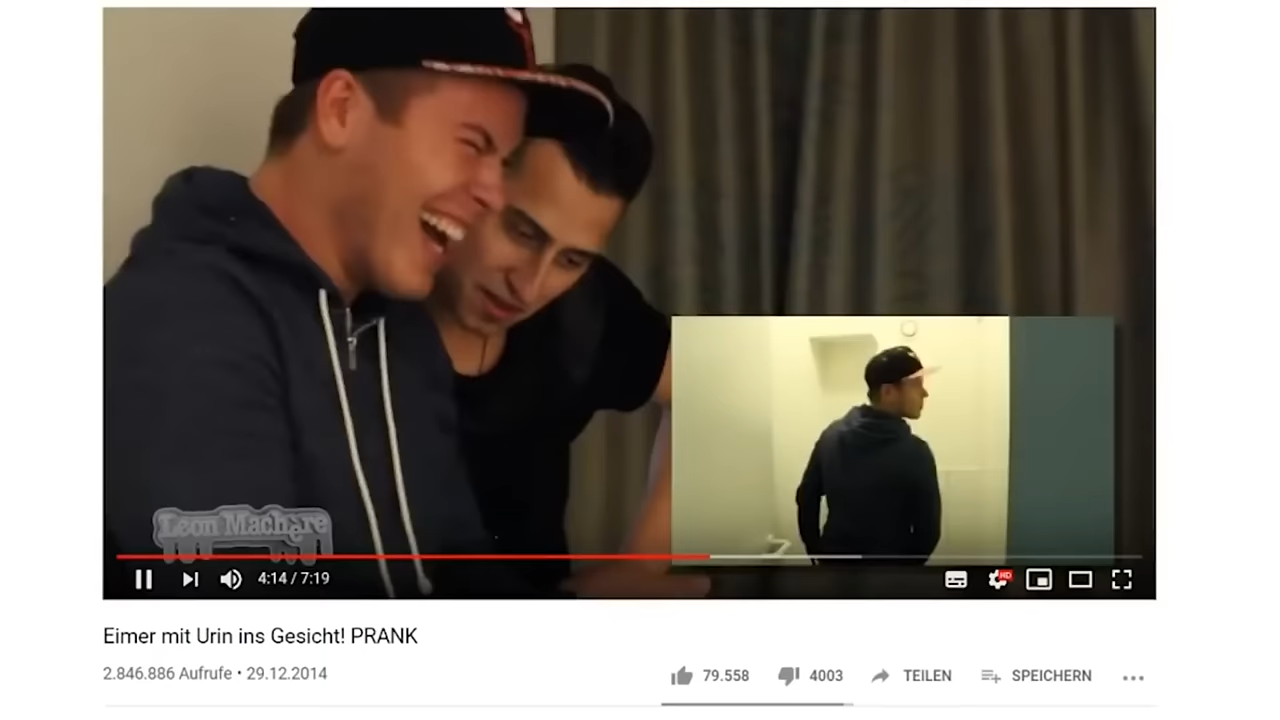 Leon Machère
4:14 / 7:19
HD
Eimer mit Urin ins Gesicht! PRANK
2.846.886 Aufrufe • 29.12.2014
79.558 4003 TEILEN SPEICHERN